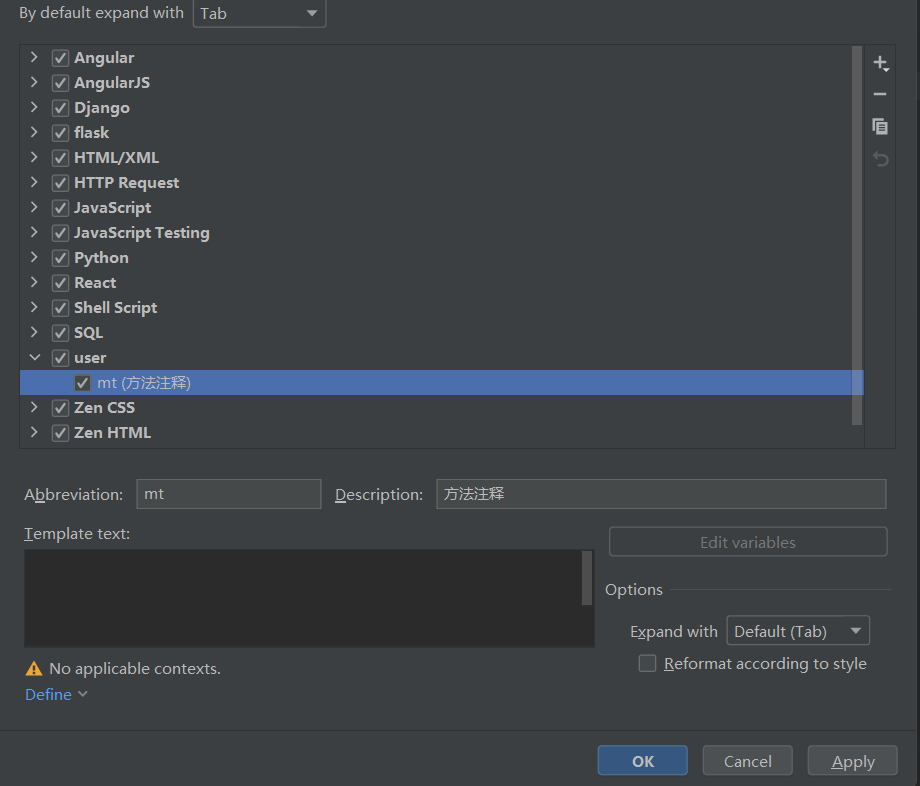 By default expand with Tab
Angular
AngularJS
Django
flask
HTML/XML
HTTP Request
JavaScript
JavaScript Testing
Python
React
Shell Script
SQL
user
mt (方法注释)
Zen CSS
Zen HTML
Abbreviation: mt Description: 方法注释
Template text:
Edit variables
Options
Expand with Default (Tab)
Reformat according to style
No applicable contexts.
Define
OK Cancel Apply